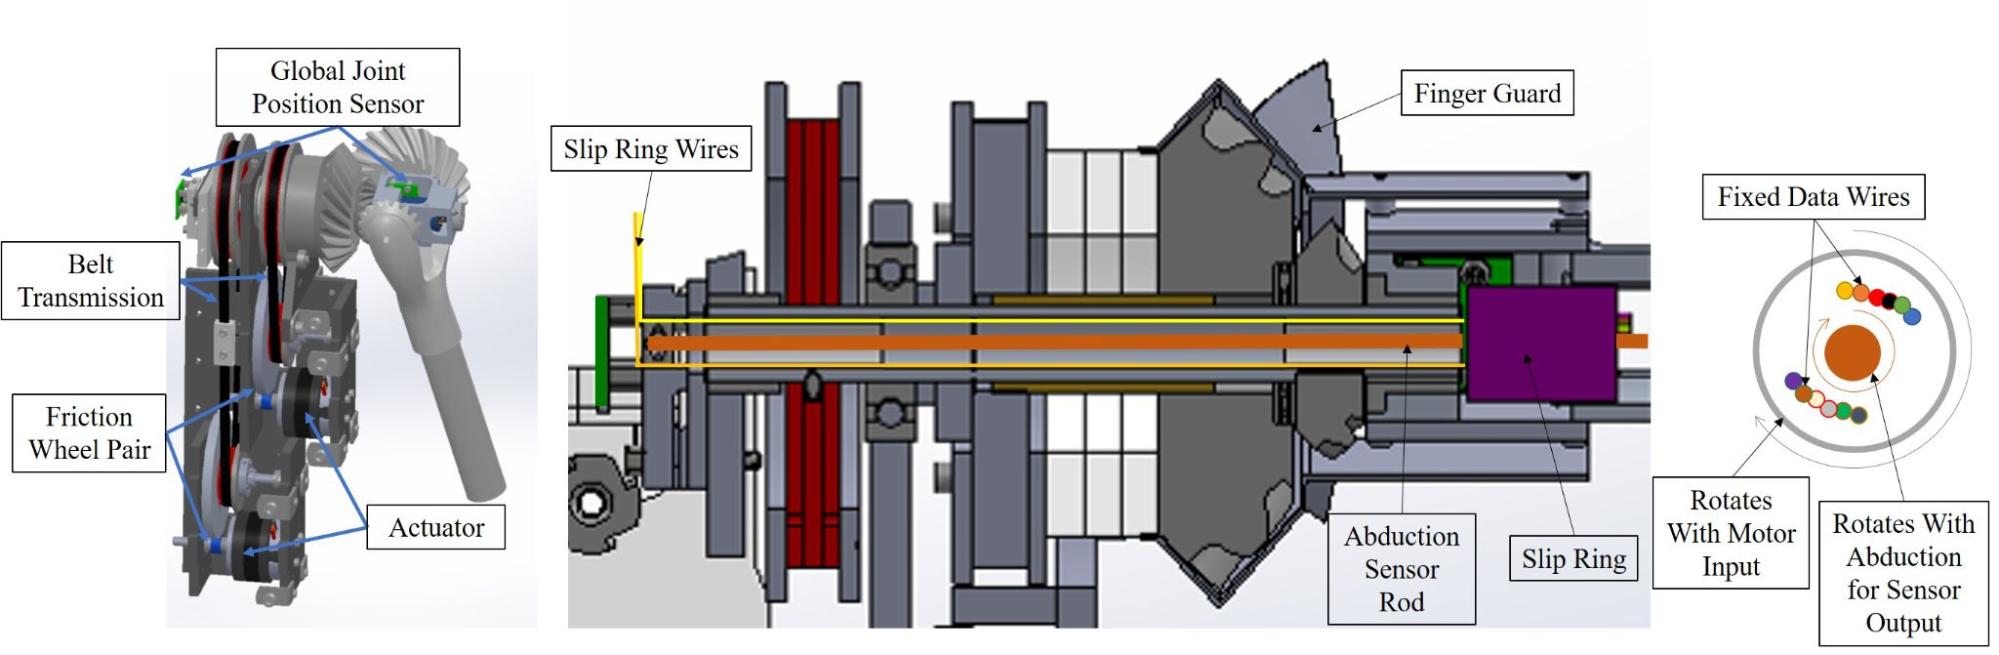 Global Joint
Position Sensor
Belt
Transmission
Friction
Wheel Pair
Actuator
Slip Ring Wires
Finger Guard
Abduction
Sensor
Rod
Slip Ring
Fixed Data Wires
Rotates
With Motor
Input
Rotates With
Abduction
for Sensor
Output